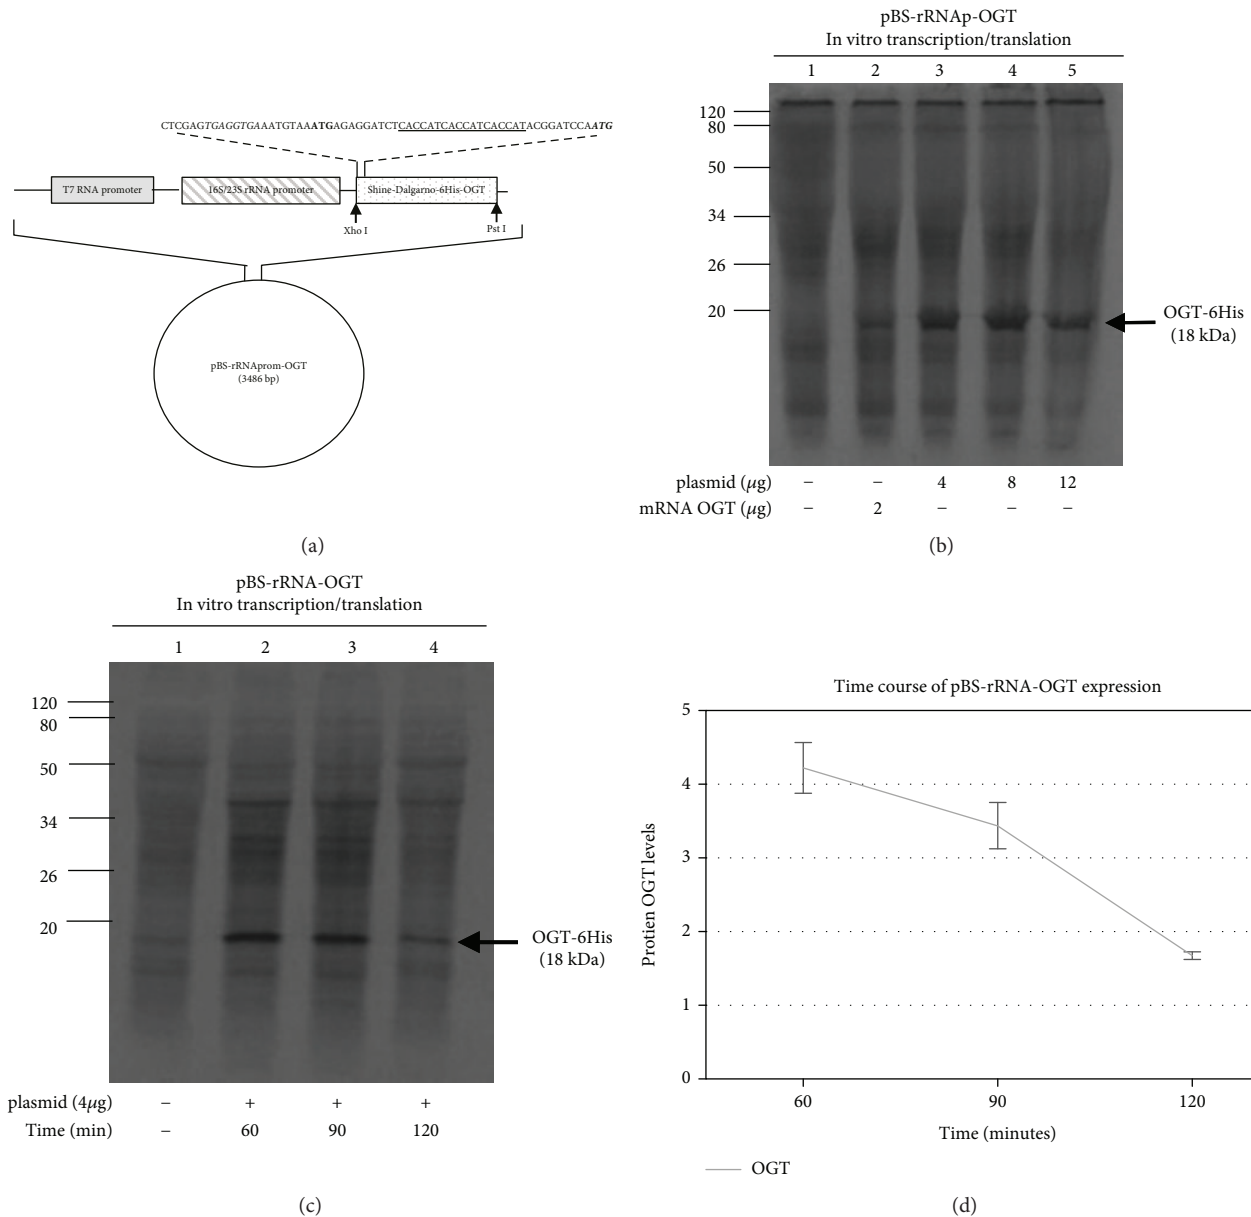 CTCGAGTGAGGTGAAATGTAAATGAGAGGATCTCACCATCACCATCACCATACGGATCCAATG
T7 RNA promoter
16S/23S rRNA promoter
Shine-Dalgarno-6His-OGT
Xho I
Pst I
pBS-rRNAprom-OGT
(3486 bp)
(a)
pBS-rRNAp-OGT
In vitro transcription/translation
1 2 3 4 5
120
80
50
34
26
20
OGT-6His
(18 kDa)
plasmid (μg) – – 4 8 12
mRNA OGT (μg) – 2 – – –
(b)
pBS-rRNA-OGT
In vitro transcription/translation
1 2 3 4
120
80
50
34
26
20
OGT-6His
(18 kDa)
plasmid (4μg) – + + +
Time (min) – 60 90 120
(c)
Time course of pBS-rRNA-OGT expression
5
4
3
2
1
0
Protien OGT levels
60 90 120
Time (minutes)
OGT
(d)